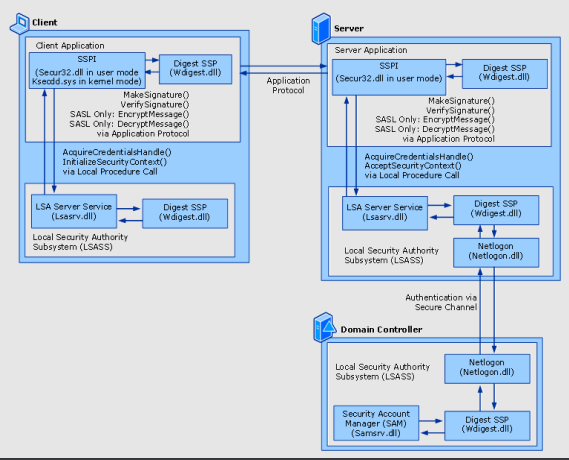 Client
Client Application
SSPI
(Secur32.dll in user mode
Ksecdd.sys in kernel mode)
Digest SSP
(Wdigest.dll)
MakeSignature()
VerifySignature()
SASL Only: EncryptMessage()
SASL Only: DecryptMessage()
via Application Protocol
AcquireCredentialsHandle()
InitializeSecurityContext()
via Local Procedure Call
LSA Server Service
(Lsasrv.dll)
Digest SSP
(Wdigest.dll)
Local Security Authority
Subsystem (LSASS)
Application
Protocol
Server
Server Application
SSPI
(Secur32.dll in user mode)
Digest SSP
(Wdigest.dll)
MakeSignature()
VerifySignature()
SASL Only: EncryptMessage()
SASL Only: DecryptMessage()
via Application Protocol
AcquireCredentialsHandle()
AcceptSecurityContext()
via Local Procedure Call
LSA Server Service
(Lsasrv.dll)
Digest SSP
(Wdigest.dll)
Local Security Authority
Subsystem (LSASS)
Netlogon
(Netlogon.dll)
Authentication via
Secure Channel
Domain Controller
Local Security Authority
Subsystem (LSASS)
Netlogon
(Netlogon.dll)
Security Account
Manager (SAM)
(Samsrv.dll)
Digest SSP
(Wdigest.dll)